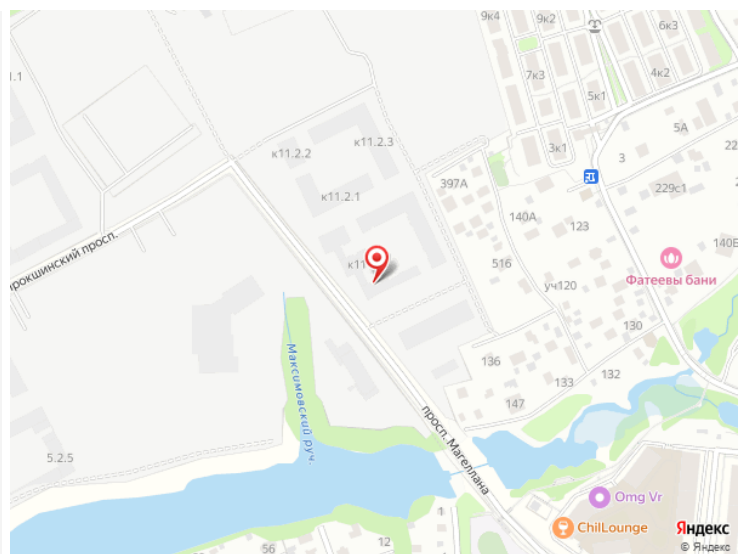 9к4
9к2
6к3
7к3
4к2
5к1
1.1
к11.2.3
к11.2.2
3к1
5А
3
22
397А
229с1
к11.2.1
140А
123
рокшинский просп.
140Б
516
к11
Фатеевы бани
уч120
130
136
132
133
147
Максимовский руч.
просп. Магеллана
5.2.5
Omg Vr
1
12
56
ChilLounge
Яндекс
© Яндекс